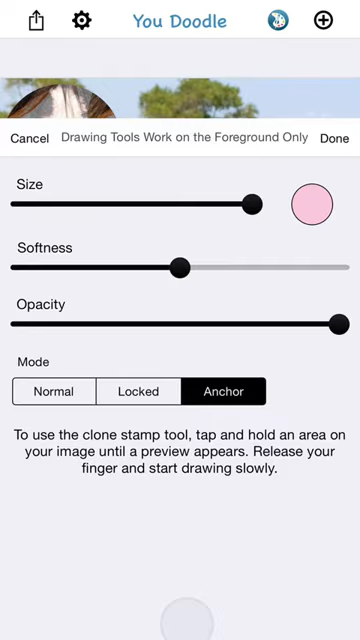 You Doodle
Cancel Drawing Tools Work on the Foreground Only Done
Size
Softness
Opacity
Mode
Normal Locked Anchor
To use the clone stamp tool, tap and hold an area on
your image until a preview appears. Release your
finger and start drawing slowly.